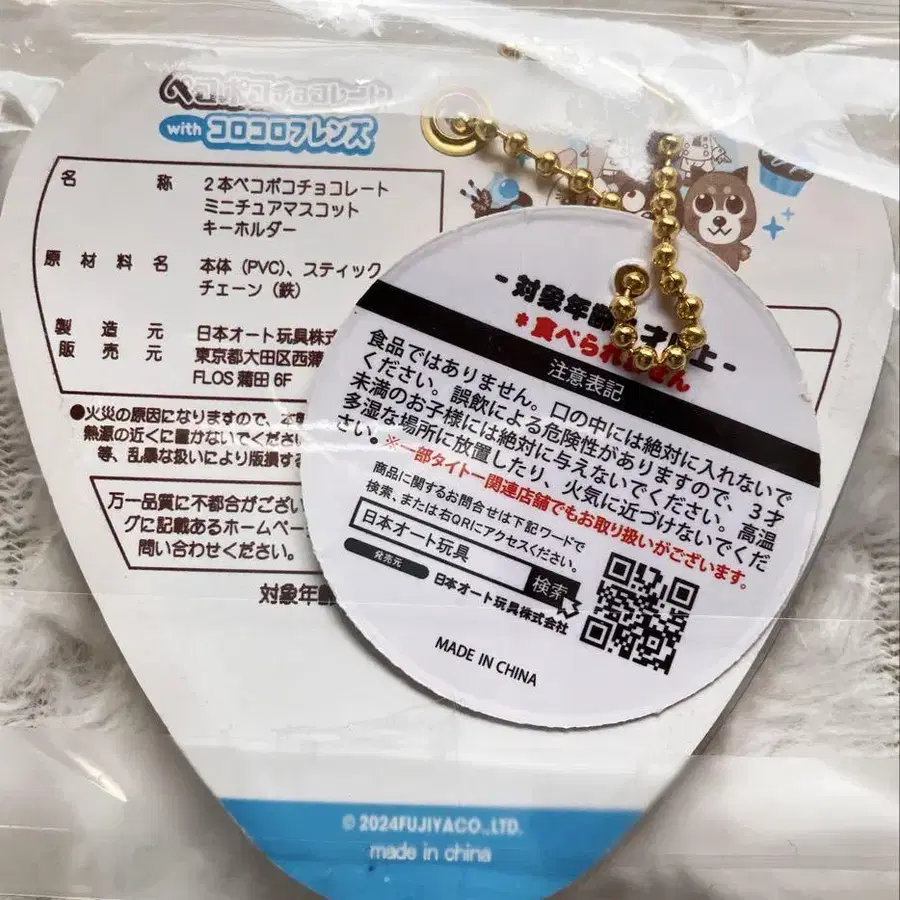 ペコポコチョコレート
with コロコロフレンズ
名 称 2本ペコポコチョコレート
ミニチュアマスコット
キーホルダー
原材料名 本体（PVC）、スティック
チェーン（鉄）
製造元 日本オート玩具株式
販売元 東京都大田区西蒲
FLOS 蒲田 6F
●火災の原因になりますので、
熱源の近くに置かないでください
等、乱暴な扱いにより破損する
万一品質に不都合がござい
グに記載あるホームペー
問い合わせください。
対象年齢
- 対象年齢 才 上 -
＊食べられ せん
注意表記
食品ではありません。口の中には絶対に入れないで
ください。誤飲による危険性がありますので、3才
未満のお子様には絶対に与えないでください。高温
多湿な場所に放置したり、火気に近づけないでくだ
さい。※一部タイトー関連店舗でもお取り扱いがございます。
商品に関するお問合せは下記ワードで
検索、または右QRにアクセスください。
日本オート玩具 検索
発売元 日本オート玩具株式会社
MADE IN CHINA
© 2024FUJIYA CO.,LTD.
made in china